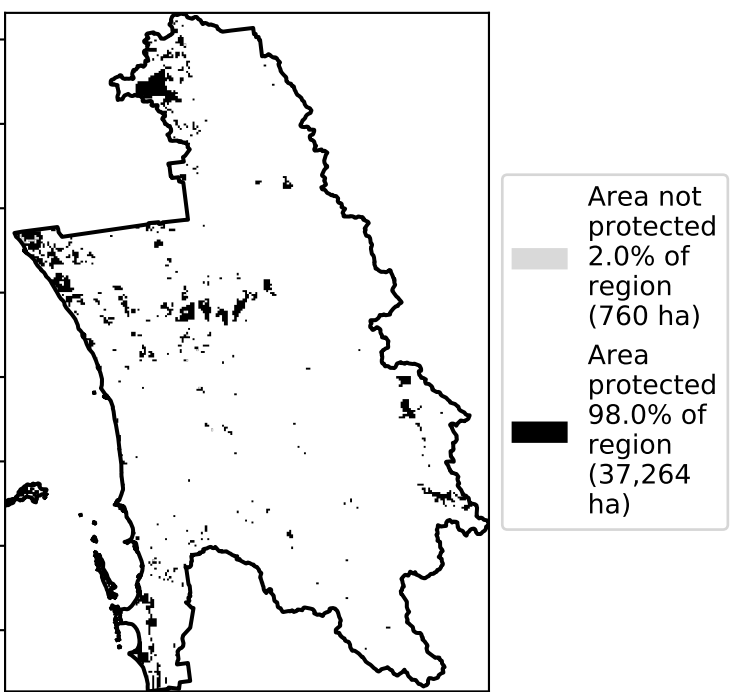 Area not
protected
2.0% of
region
(760 ha)
Area
protected
98.0% of
region
(37,264
ha)